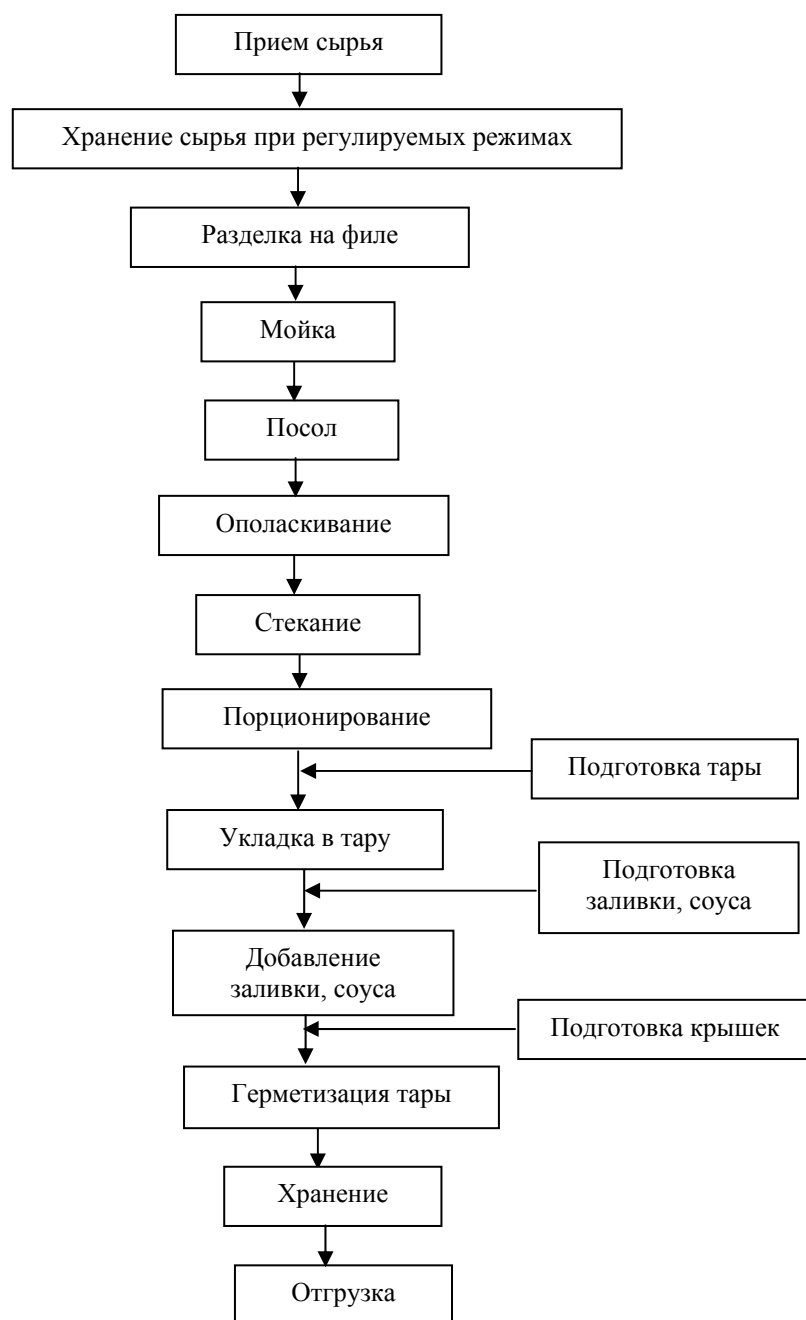 Прием сырья
Хранение сырья при регулируемых режимах
Разделка на филе
Мойка
Посол
Ополаскивание
Стекание
Порционирование
Подготовка тары
Укладка в тару
Подготовка
заливки, соуса
Добавление
заливки, соуса
Подготовка крышек
Герметизация тары
Хранение
Отгрузка